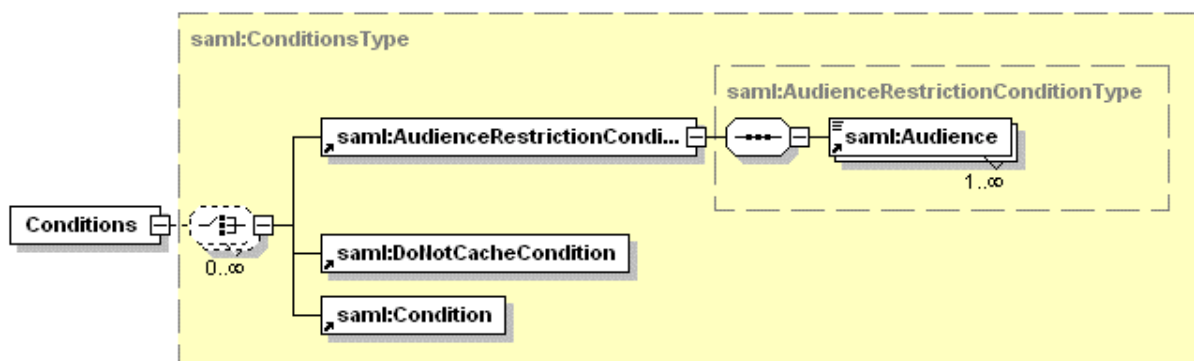 saml:ConditionsType
saml:AudienceRestrictionConditionType
saml:AudienceRestrictionCondi...
saml:Audience
1..∞
Conditions
0..∞
saml:DoNotCacheCondition
saml:Condition